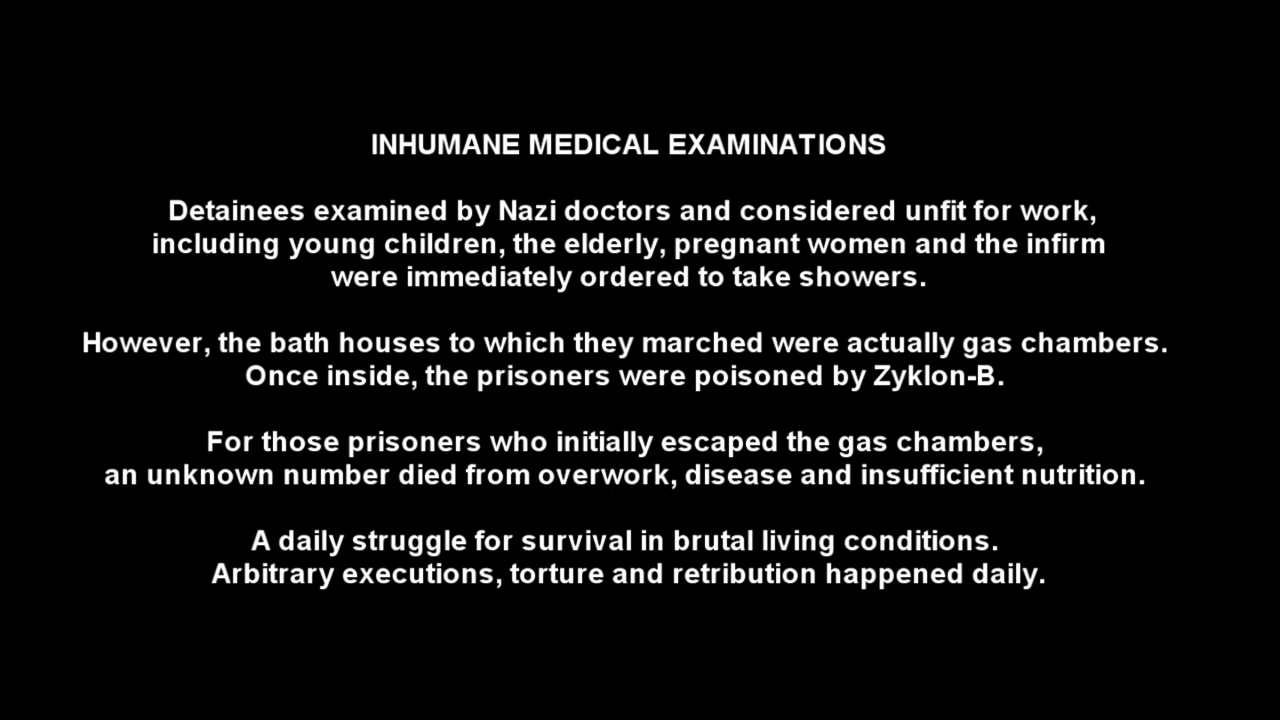 INHUMANE MEDICAL EXAMINATIONS
Detainees examined by Nazi doctors and considered unfit for work,
including young children, the elderly, pregnant women and the infirm
were immediately ordered to take showers.
However, the bath houses to which they marched were actually gas chambers.
Once inside, the prisoners were poisoned by Zyklon-B.
For those prisoners who initially escaped the gas chambers,
an unknown number died from overwork, disease and insufficient nutrition.
A daily struggle for survival in brutal living conditions.
Arbitrary executions, torture and retribution happened daily.